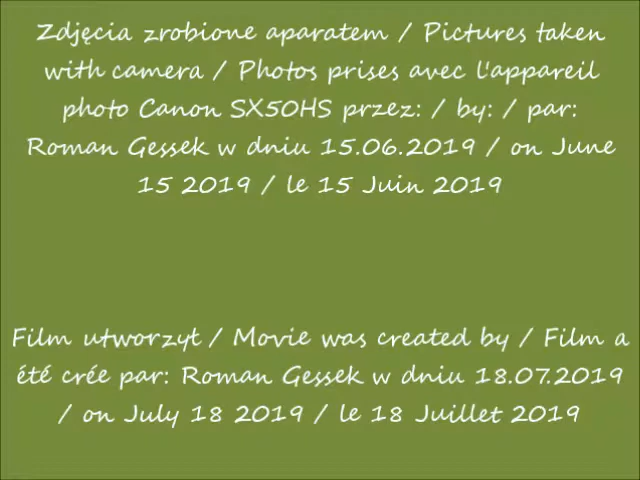 Zdjęcia zrobione aparatem / Pictures taken
with camera / Photos prises avec l'appareil
photo Canon SX50HS przez: / by: / par:
Roman Gessek w dniu 15.06.2019 / on June
15 2019 / le 15 Juin 2019
Film utworzył / Movie was created by / Film a
été crée par: Roman Gessek w dniu 18.07.2019
/ on July 18 2019 / le 18 Juillet 2019